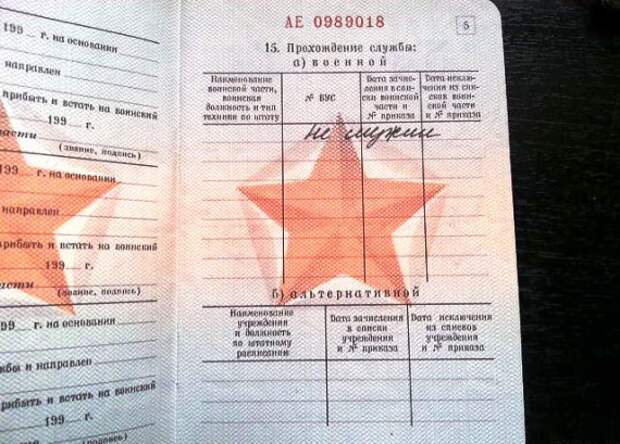 199 г. на основании
направлен
прибыть и встать на воинский
199 г.
(звание, подпись)
199 г. на основании
направлен
прибыть и встать на воинский
199 г.
(звание, подпись)
199 г. на основании
и направлен
прибыть и встать на воинский
199 г.
АЕ 0989018
5
15. Прохождение службы:
а) военной
Наименование воинской части, воинская должность и тип техники по штату
№ ВУС
Дата зачисления в списки воинской части и № приказа
Дата исключения из списков воинской части и № приказа
не служил
б) альтернативной
Наименование учреждения и должность по штатному расписанию
Дата зачисления в списки учреждения и № приказа
Дата исключения из списков учреждения и № приказа